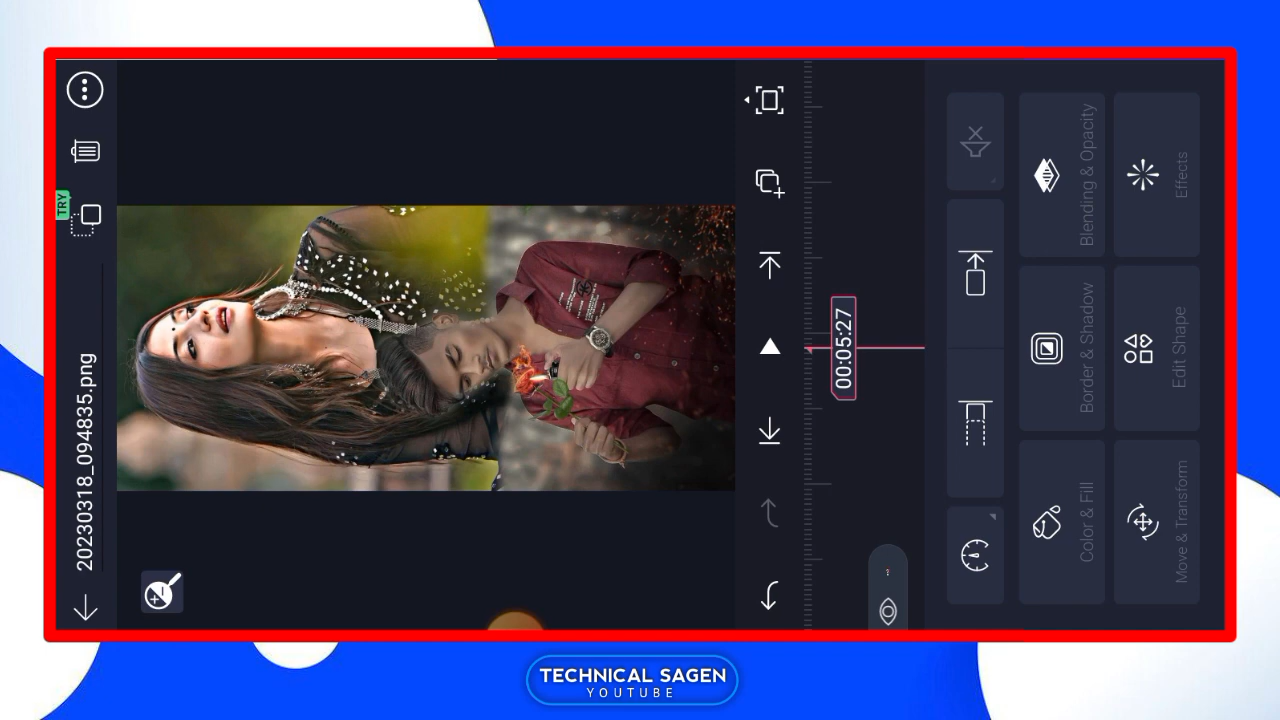 20230318_094835.png
TRY
00:05:27
Move & Transform
Edit Shape
Effects
Color & Fill
Border & Shadow
Blending & Opacity
TECHNICAL SAGEN
YOUTUBE